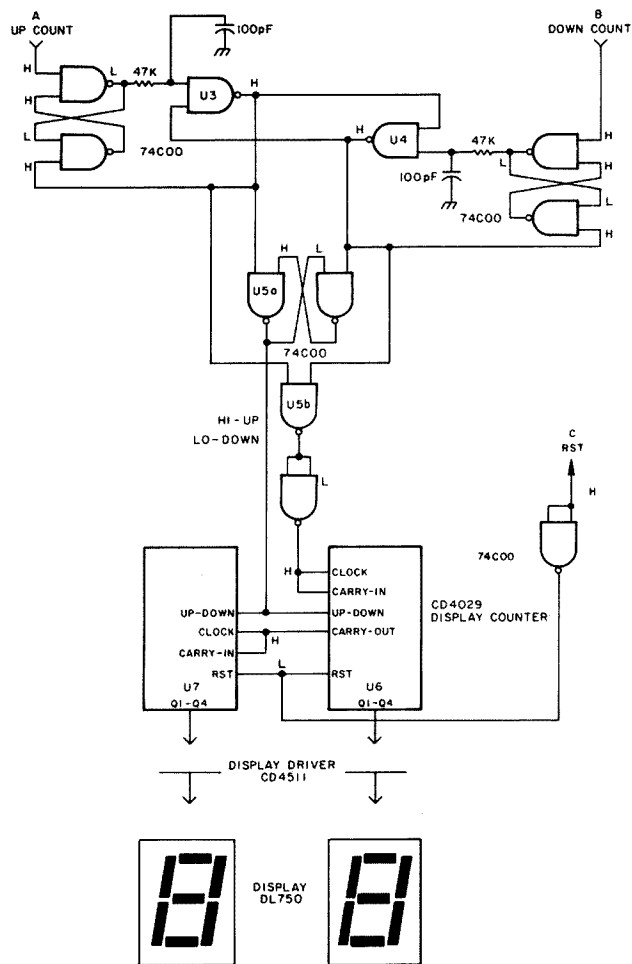 A
UP COUNT
B
DOWN COUNT
100pF
H
L
47K
H
H
U3
L
H
74C00
H
U4
47K
L
H
H
100pF
74C00
L
H
H
L
U5a
74C00
U5b
HI-UP
LO-DOWN
L
C
RST
H
74C00
H
CLOCK
CARRY-IN
UP-DOWN
UP-DOWN
CD4029
DISPLAY COUNTER
CLOCK
CARRY-OUT
CARRY-IN
H
L
RST
RST
U7
U6
Q1-Q4
Q1-Q4
DISPLAY DRIVER
CD4511
DISPLAY
DL750